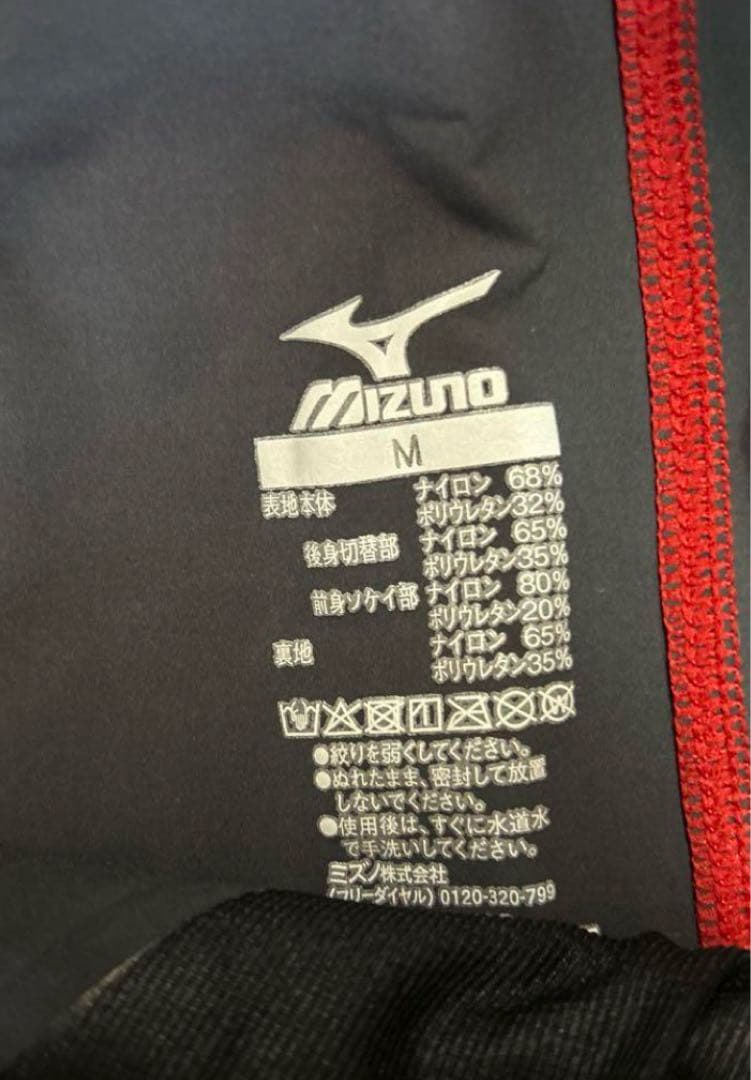 MIZUNO
M
表地本体 ナイロン 68%
ポリウレタン32%
後身切替部 ナイロン 65%
ポリウレタン35%
前身ソケイ部 ナイロン 80%
ポリウレタン20%
裏地 ナイロン 65%
ポリウレタン35%
●絞りを弱くしてください。
●ぬれたまま、密封して放置
しないでください。
●使用後は、すぐに水道水
で手洗いしてください。
ミズノ株式会社
(フリーダイヤル) 0120-320-799